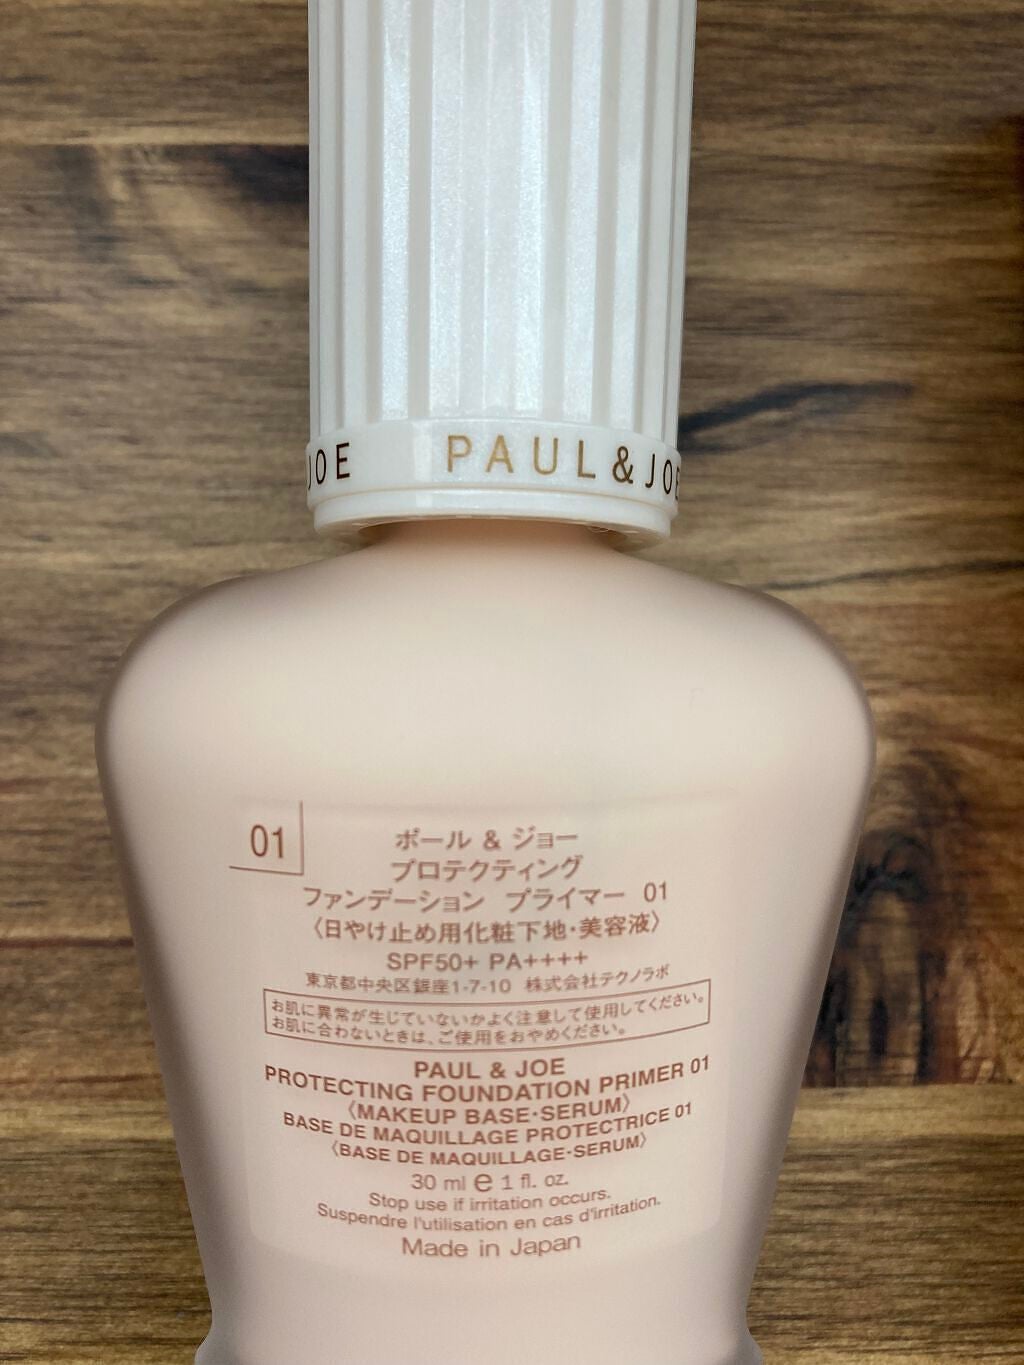 JOE PAUL & JOE
01
ポール & ジョー
プロテクティング
ファンデーション プライマー 01
〈日やけ止め用化粧下地・美容液〉
SPF50+ PA++++
東京都中央区銀座1-7-10 株式会社テクノラボ
お肌に異常が生じていないかよく注意して使用してください。
お肌に合わないときは、ご使用をおやめください。
PAUL & JOE
PROTECTING FOUNDATION PRIMER 01
〈MAKEUP BASE·SERUM〉
BASE DE MAQUILLAGE PROTECTRICE 01
〈BASE DE MAQUILLAGE·SERUM〉
30 ml e 1 fl. oz.
Stop use if irritation occurs.
Suspendre l'utilisation en cas d'irritation.
Made in Japan